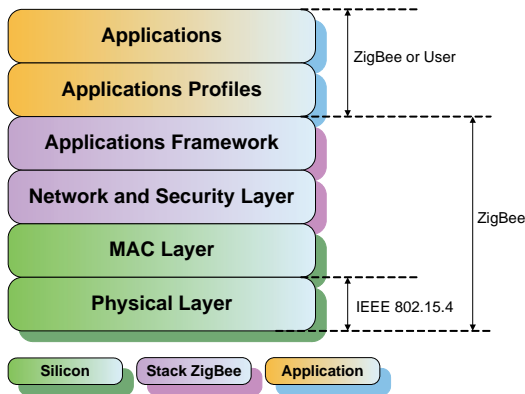 Applications
ZigBee or User
Applications Profiles
Applications Framework
Network and Security Layer
ZigBee
MAC Layer
Physical Layer
IEEE 802.15.4
Silicon
Stack ZigBee
Application